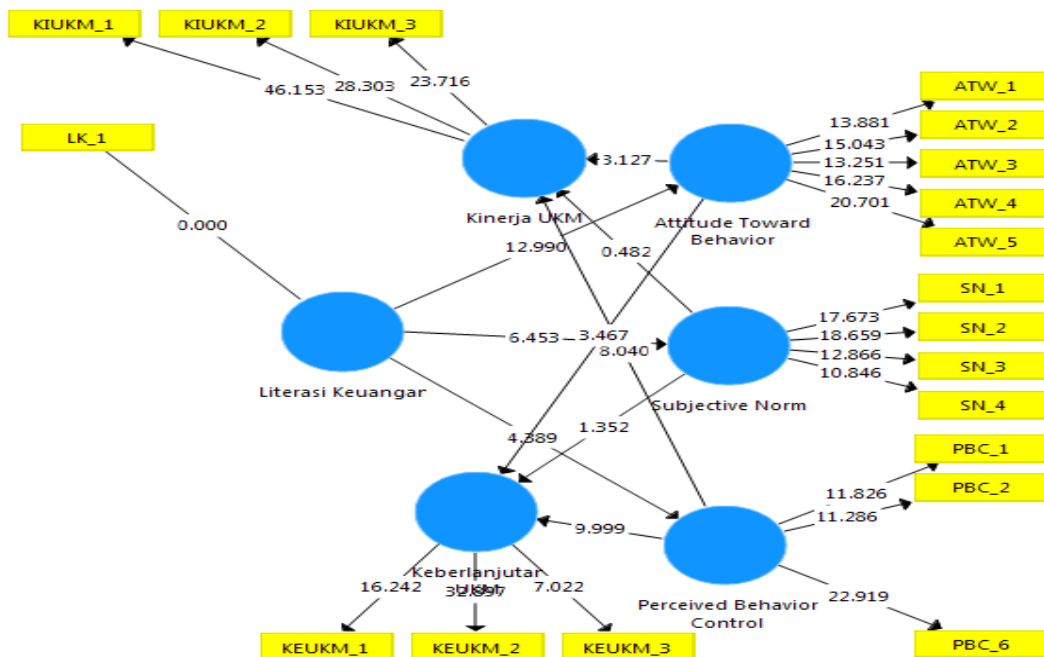 KIUKM_1
KIUKM_2
KIUKM_3
46.153
28.303
23.716
LK_1
0.000
ATW_1
ATW_2
ATW_3
ATW_4
ATW_5
13.881
15.043
13.251
16.237
20.701
3.127
Kinerja UKM
Attitude Toward
Behavior
12.990
0.482
SN_1
SN_2
SN_3
SN_4
17.673
18.659
12.866
10.846
6.453
3.467
8.040
Literasi Keuangan
Subjective Norm
4.389
1.352
PBC_1
PBC_2
11.826
11.286
9.999
Keberlanjutan
UKM
16.242
32.897
7.022
Perceived Behavior
Control
22.919
PBC_6
KEUKM_1
KEUKM_2
KEUKM_3